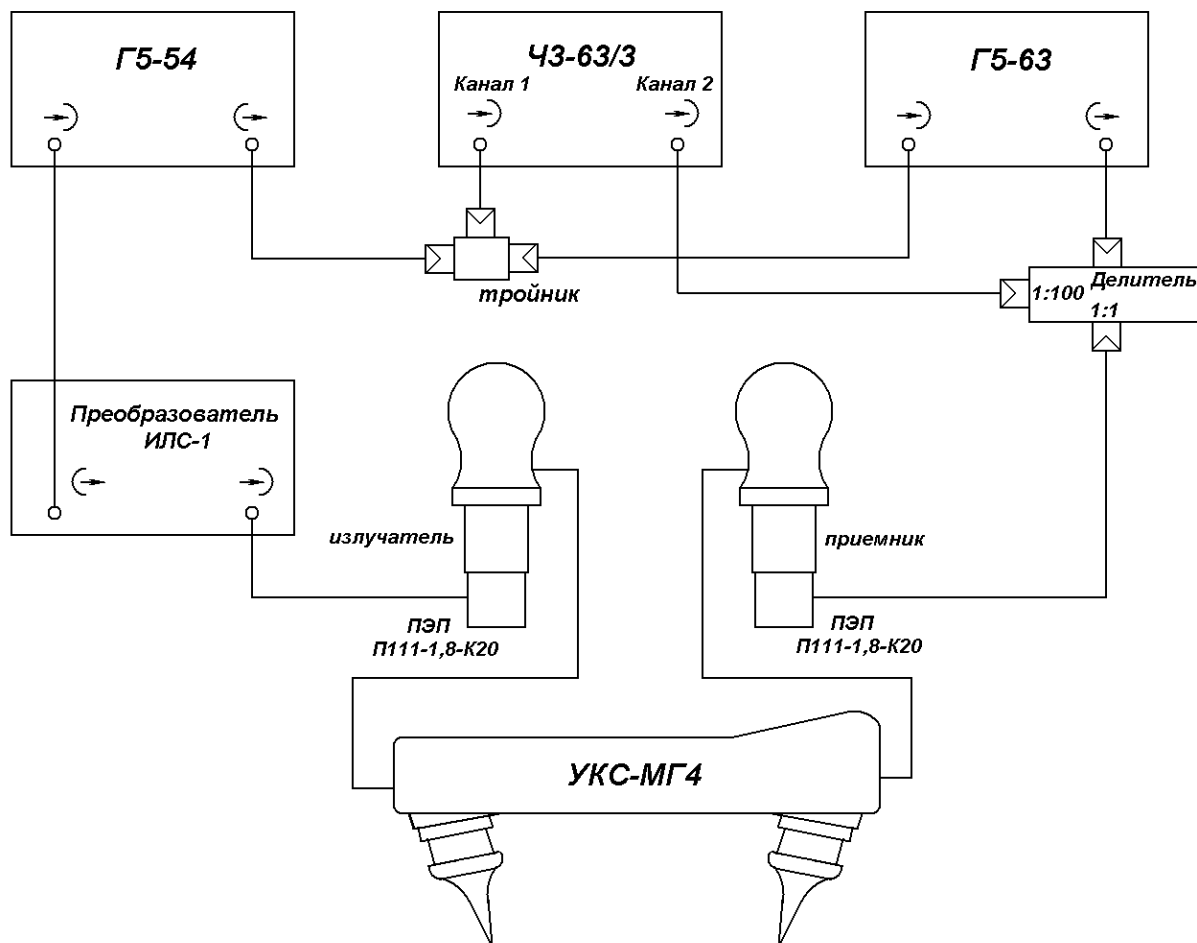 Г5-54
Ч3-63/3
Г5-63
Канал 1
Канал 2
тройник
1:100
Делитель
1:1
Преобразователь
ИЛС-1
излучатель
приемник
ПЭП
П111-1,8-К20
ПЭП
П111-1,8-К20
УКС-МГ4